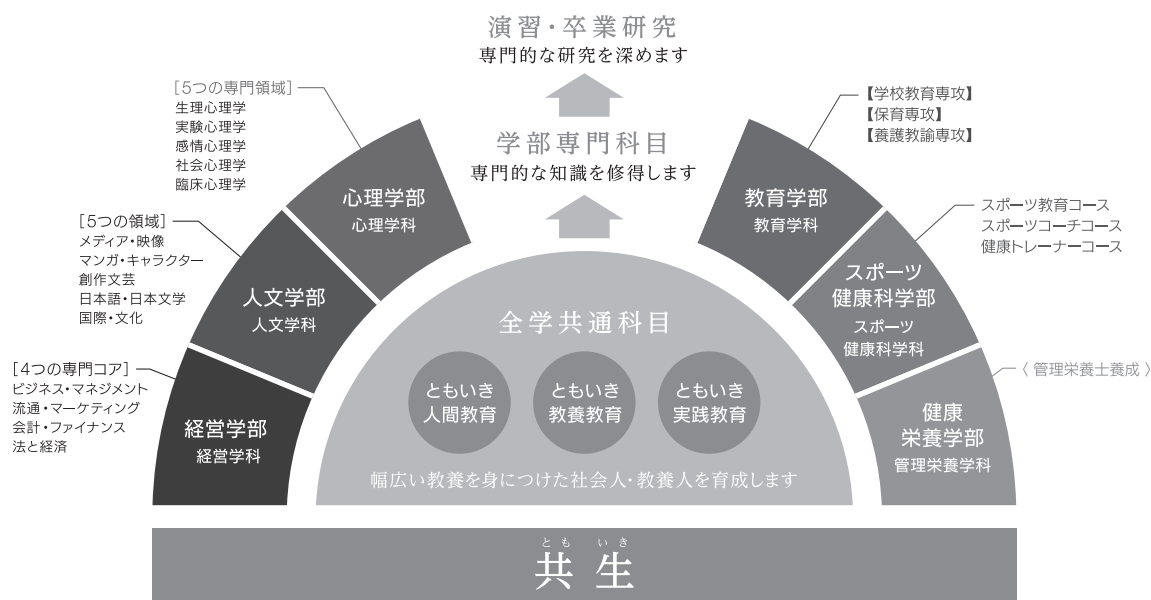 演習・卒業研究
専門的な研究を深めます
学部専門科目
専門的な知識を修得します
[5つの専門領域]
生理心理学
実験心理学
感情心理学
社会心理学
臨床心理学
心理学部
心理学科
[5つの領域]
メディア・映像
マンガ・キャラクター
創作文芸
日本語・日本文学
国際・文化
人文学部
人文学科
[4つの専門コア]
ビジネス・マネジメント
流通・マーケティング
会計・ファイナンス
法と経済
経営学部
経営学科
【学校教育専攻】
【保育専攻】
【養護教諭専攻】
教育学部
教育学科
スポーツ教育コース
スポーツコーチコース
健康トレーナーコース
スポーツ
健康科学部
スポーツ
健康科学科
〈 管理栄養士養成 〉
健康
栄養学部
管理栄養学科
全学共通科目
ともいき
人間教育
ともいき
教養教育
ともいき
実践教育
幅広い教養を身につけた社会人・教養人を育成します
とも いき
共生